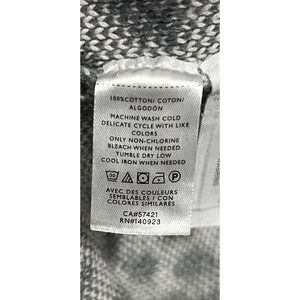 100%COTTON/ COTON/
ALGODÓN
MACHINE WASH COLD
DELICATE CYCLE WITH LIKE
COLORS
ONLY NON-CHLORINE
BLEACH WHEN NEEDED
TUMBLE DRY LOW
COOL IRON WHEN NEEDED
AVEC DES COULEURS
SEMBLABLES / CON
COLORES SIMILARES
CA#57421
RN#140923